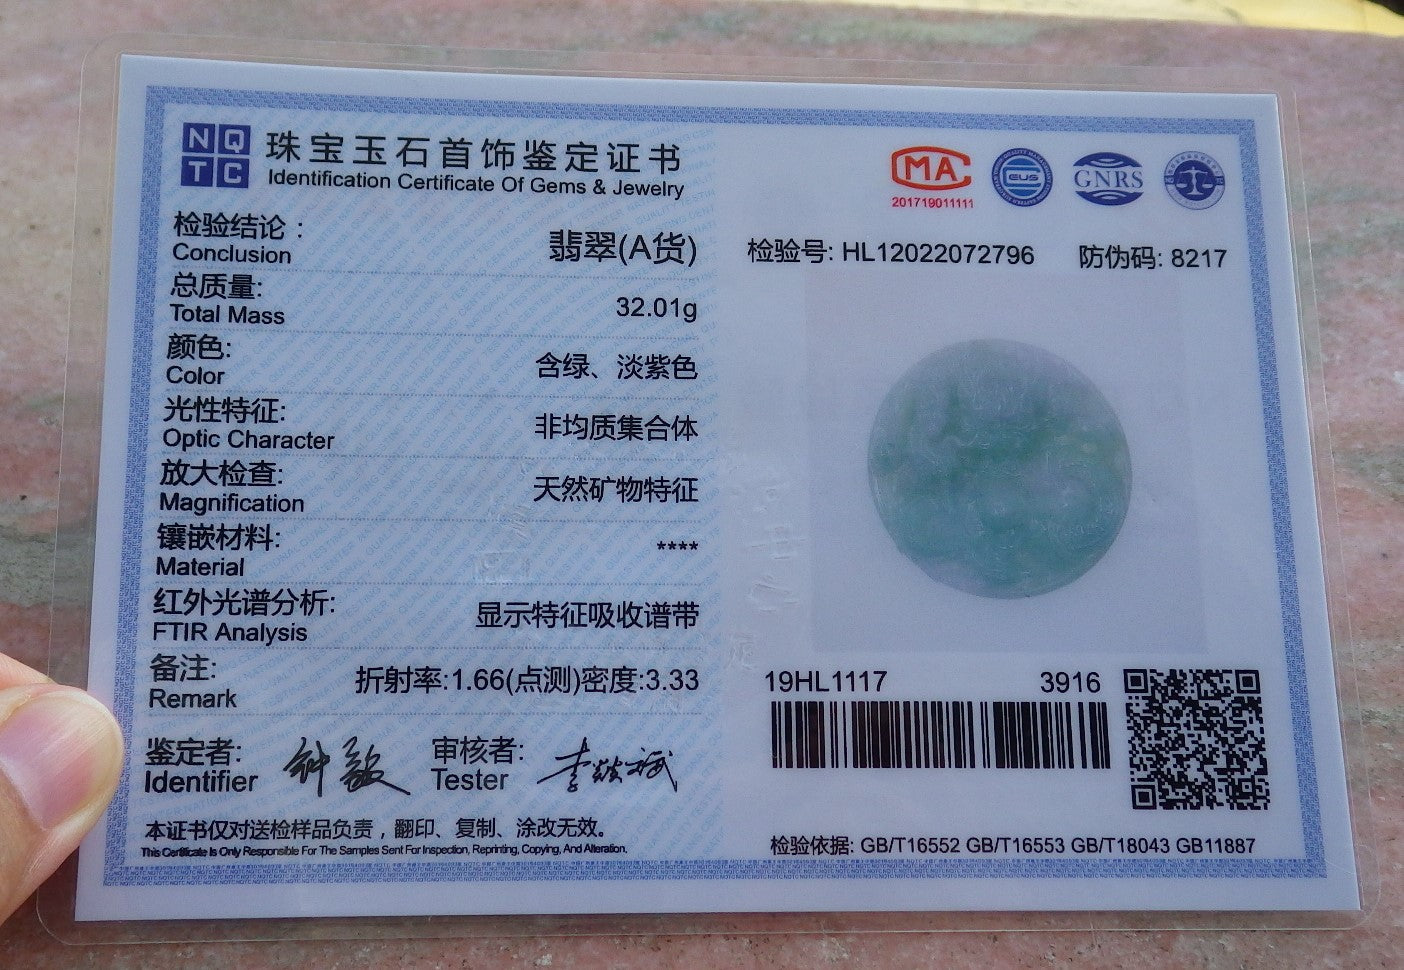 NQ
TC
珠宝玉石首饰鉴定证书
Identification Certificate Of Gems & Jewelry
检验结论：
Conclusion
翡翠(A货)
总质量:
Total Mass
32.01g
颜色:
Color
含绿、淡紫色
光性特征:
Optic Character
非均质集合体
放大检查:
Magnification
天然矿物特征
镶嵌材料:
Material
****
红外光谱分析:
FTIR Analysis
显示特征吸收谱带
备注:
Remark
折射率:1.66(点测)密度:3.33
鉴定者:
Identifier
审核者:
Tester
本证书仅对送检样品负责，翻印、复制、涂改无效。
This Certificate Is Only Responsible For The Samples Sent For Inspection, Reprinting, Copying, And Alteration.
MA
201719011111
EUS
GNRS
检验号: HL12022072796 防伪码: 8217
19HL1117 3916
检验依据: GB/T16552 GB/T16553 GB/T18043 GB11887